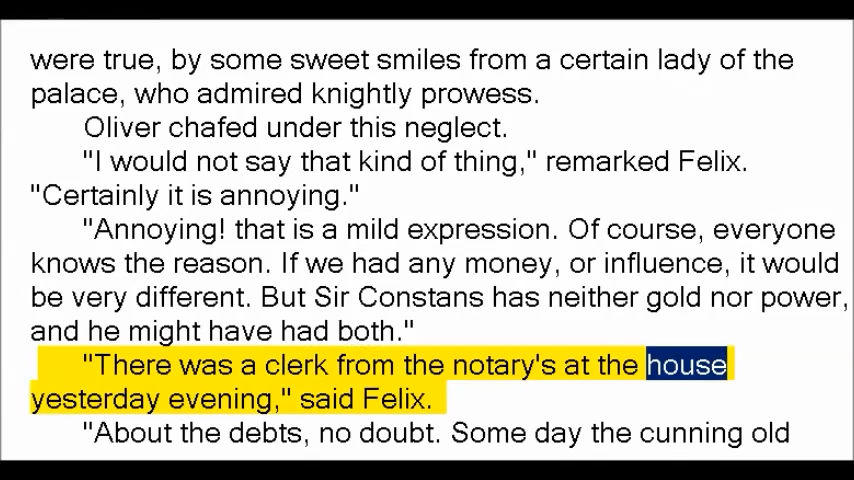 were true, by some sweet smiles from a certain lady of the
palace, who admired knightly prowess.
Oliver chafed under this neglect.
"I would not say that kind of thing," remarked Felix.
"Certainly it is annoying."
"Annoying! that is a mild expression. Of course, everyone
knows the reason. If we had any money, or influence, it would
be very different. But Sir Constans has neither gold nor power,
and he might have had both."
"There was a clerk from the notary's at the house
yesterday evening," said Felix.
"About the debts, no doubt. Some day the cunning old